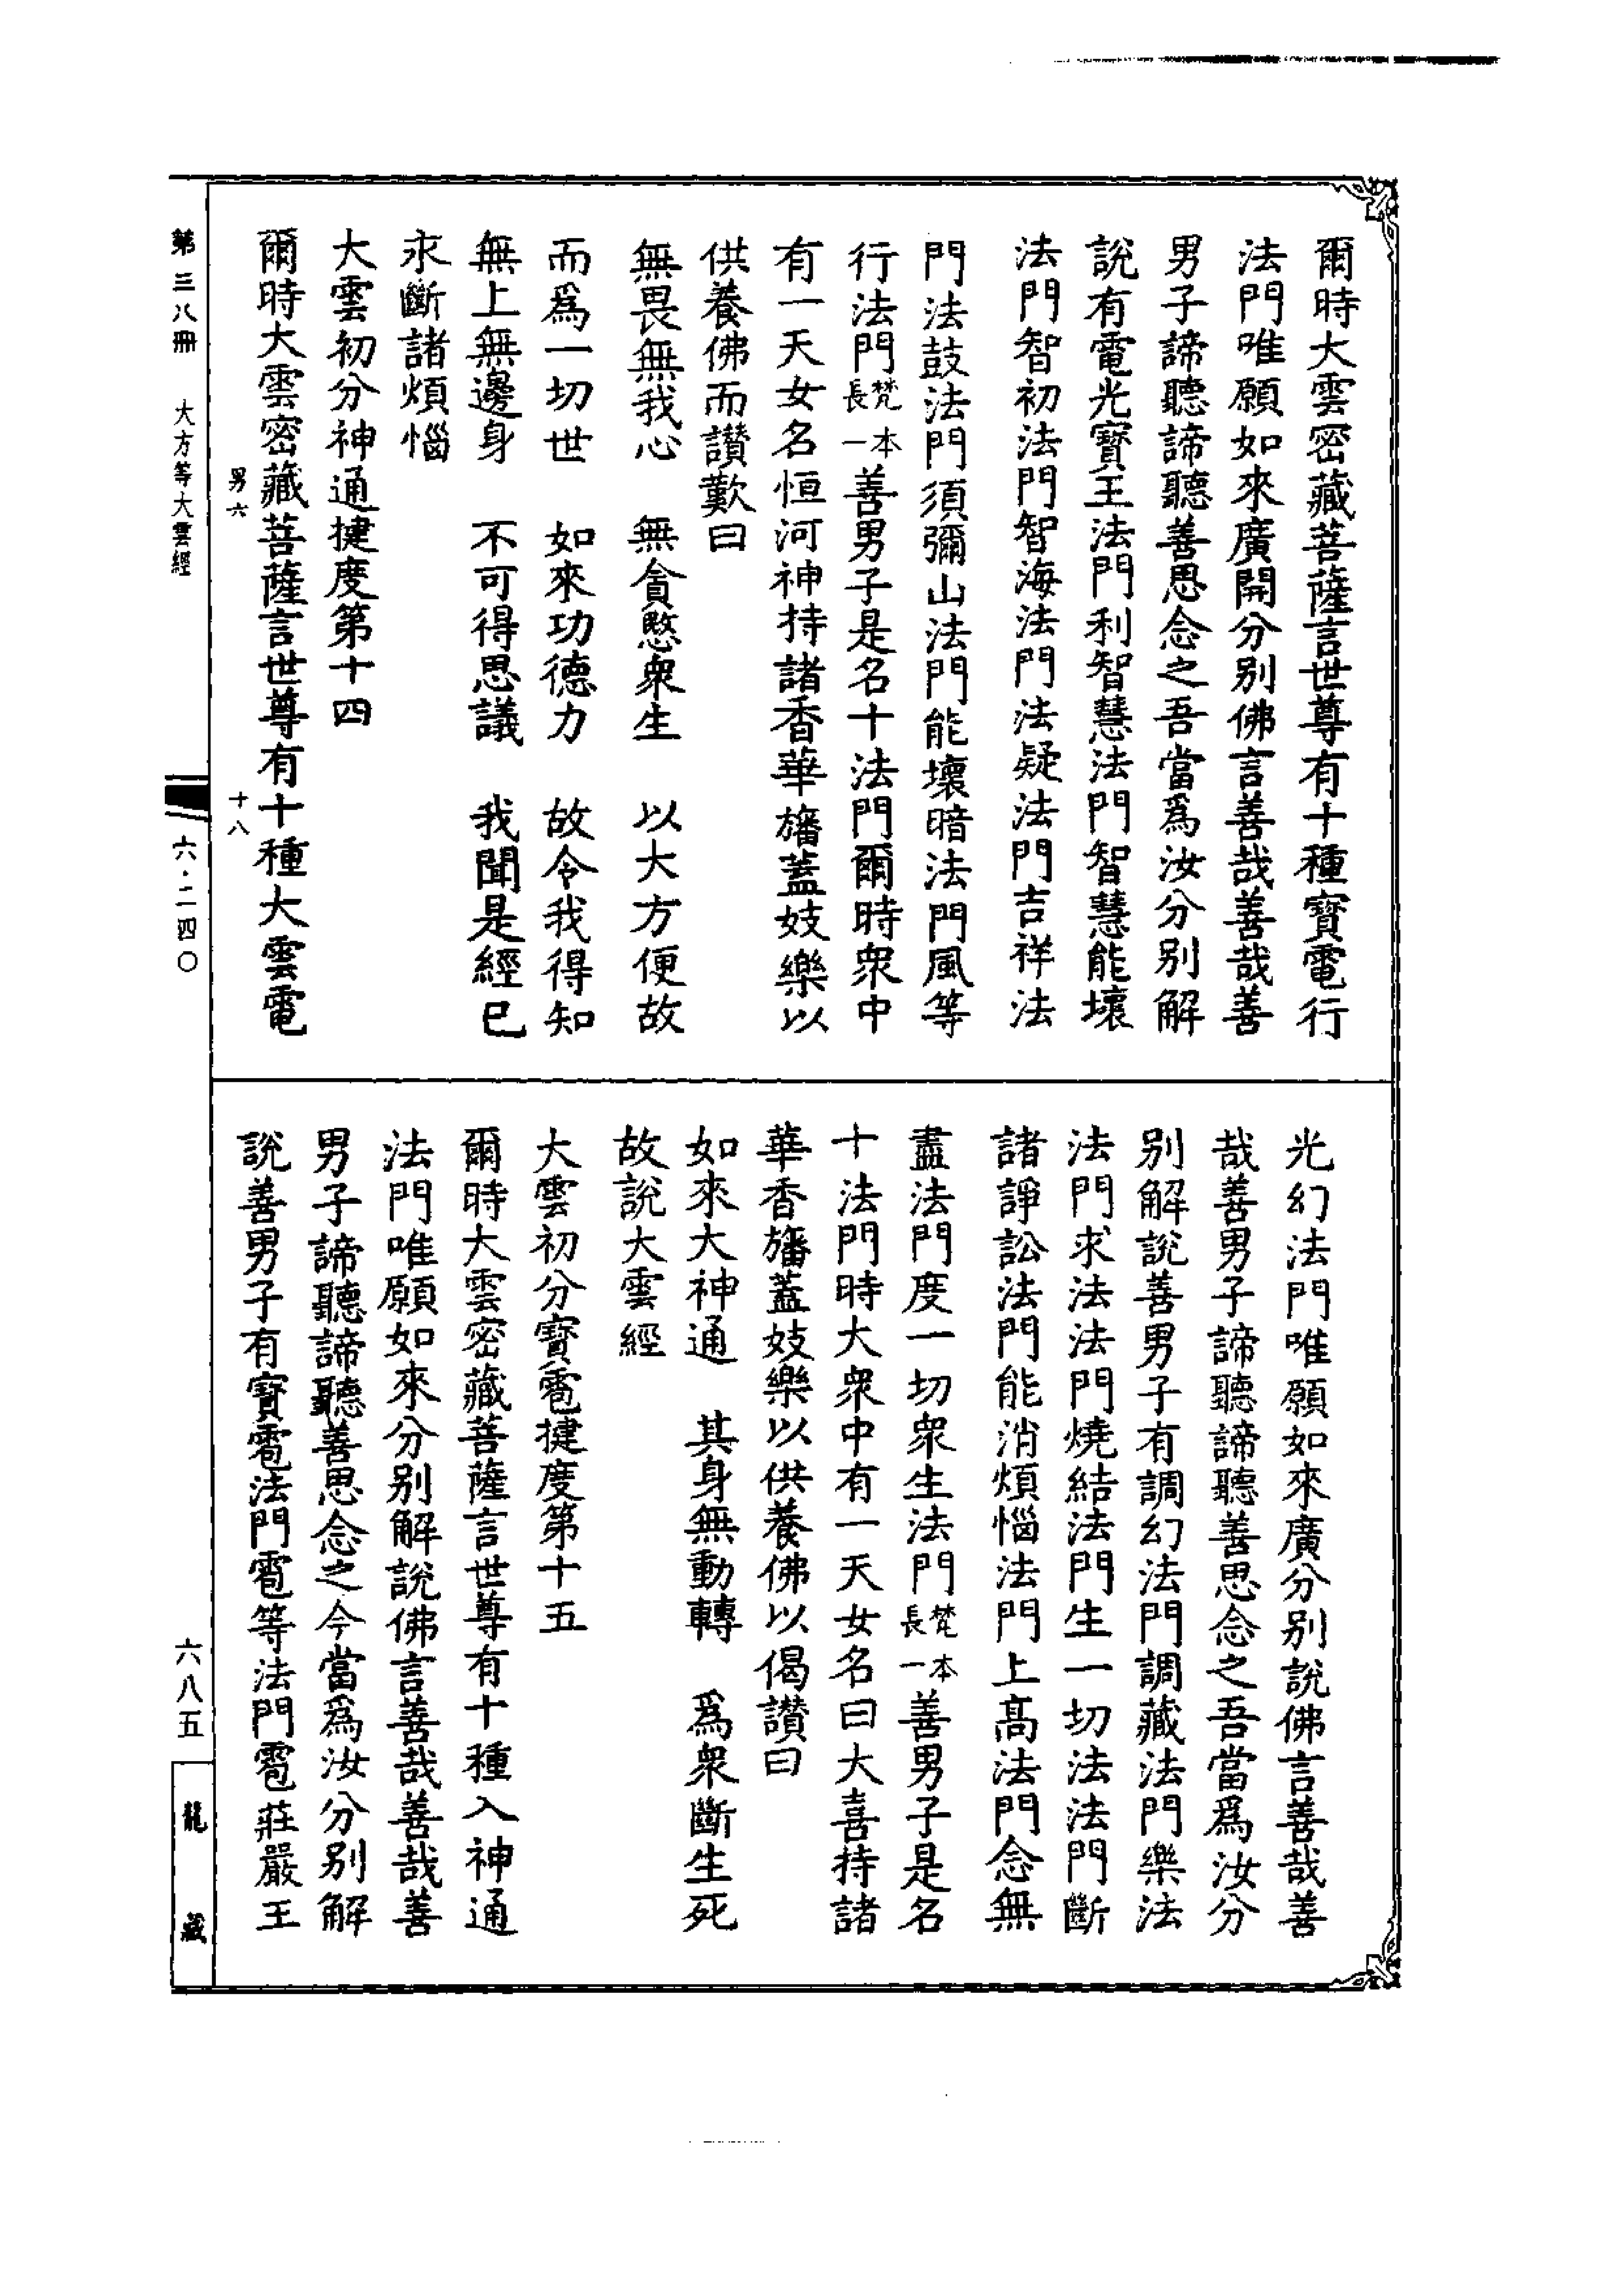 爾時大雲密藏菩薩言世尊有十種寶電行
法門唯願如來廣開分別佛言善哉善哉善
男子諦聽諦聽善思念之吾當爲汝分別解
說有電光寶王法門利智慧法門智慧能壞
法門智初法門智海法門法疑法門吉祥法
門法鼓法門須彌山法門能壞暗法門風等
行法門梵本長一善男子是名十法門爾時衆中
有一天女名恒河神持諸香華旛蓋妓樂以
供養佛而讃歎曰
無畏無我心　無貪愍衆生　以大方便故
而爲一切世　如來功德力　故令我得知
無上無邊身　不可得思議　我聞是經已
永斷諸煩惱
大雲初分神通揵度第十四
男六　十八
爾時大雲密藏菩薩言世尊有十種大雲電
光幻法門唯願如來廣分別說佛言善哉善
哉善男子諦聽諦聽善思念之吾當爲汝分
別解說善男子有調幻法門調藏法門樂法
法門求法法門燒結法門生一切法法門斷
諸諍訟法門能消煩惱法門上高法門念無
盡法門度一切衆生法門梵本長一善男子是名
十法門時大衆中有一天女名曰大喜持諸
華香旛蓋妓樂以供養佛以偈讃曰
如來大神通　其身無動轉　爲衆斷生死
故說大雲經
大雲初分寶雹揵度第十五
爾時大雲密藏菩薩言世尊有十種入神通
法門唯願如來分別解說佛言善哉善哉善
男子諦聽諦聽善思念之今當爲汝分別解
說善男子有寶雹法門雹等法門雹莊嚴王
第三八冊　大方等大雲經
六·二四〇
六八五
龍藏